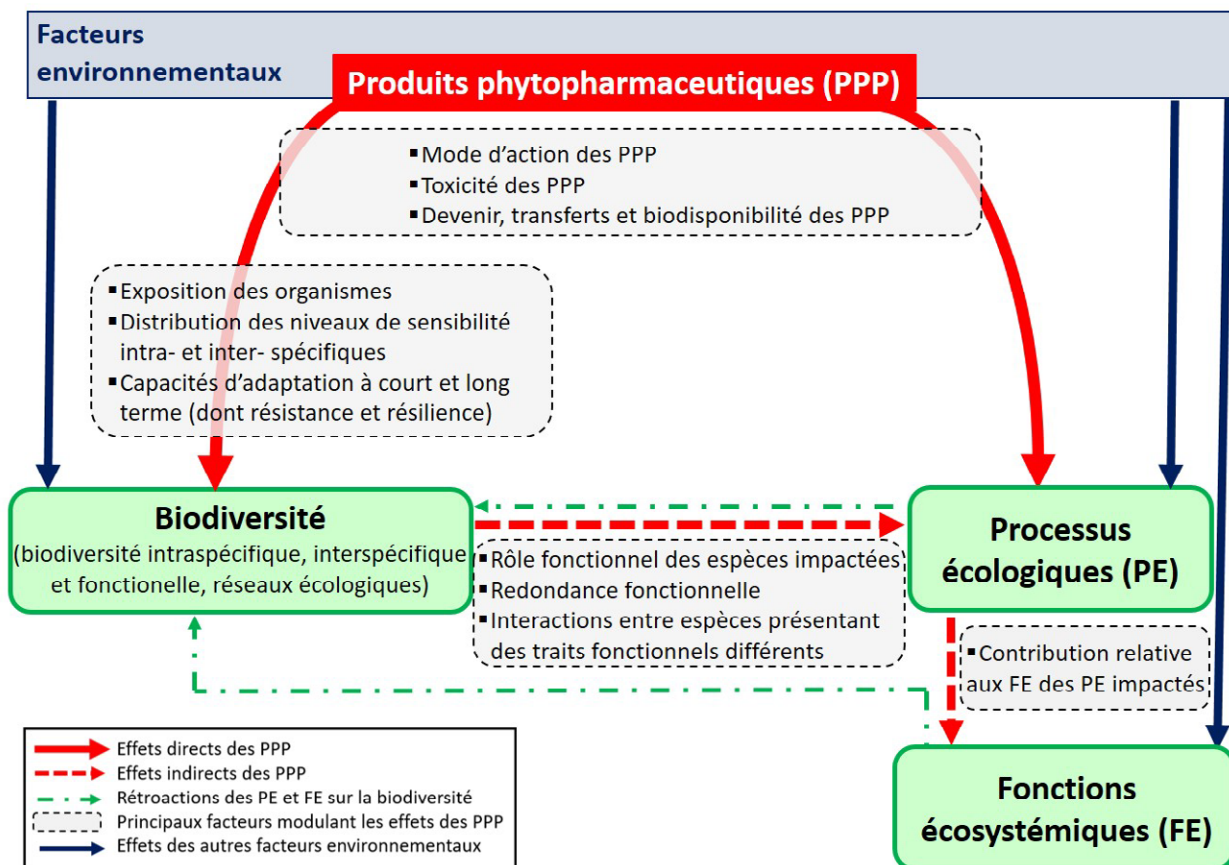 Facteurs
environnementaux
Produits phytopharmaceutiques (PPP)
▪Mode d'action des PPP
▪Toxicité des PPP
▪Devenir, transferts et biodisponibilité des PPP
▪Exposition des organismes
▪Distribution des niveaux de sensibilité
intra- et inter- spécifiques
▪Capacités d'adaptation à court et long
terme (dont résistance et résilience)
Biodiversité
(biodiversité intraspécifique, interspécifique
et fonctionelle, réseaux écologiques)
▪Rôle fonctionnel des espèces impactées
▪Redondance fonctionnelle
▪Interactions entre espèces présentant
des traits fonctionnels différents
Processus
écologiques (PE)
▪Contribution relative
aux FE des PE impactés
Fonctions
écosystémiques (FE)
Effets directs des PPP
Effets indirects des PPP
Rétroactions des PE et FE sur la biodiversité
Principaux facteurs modulant les effets des PPP
Effets des autres facteurs environnementaux